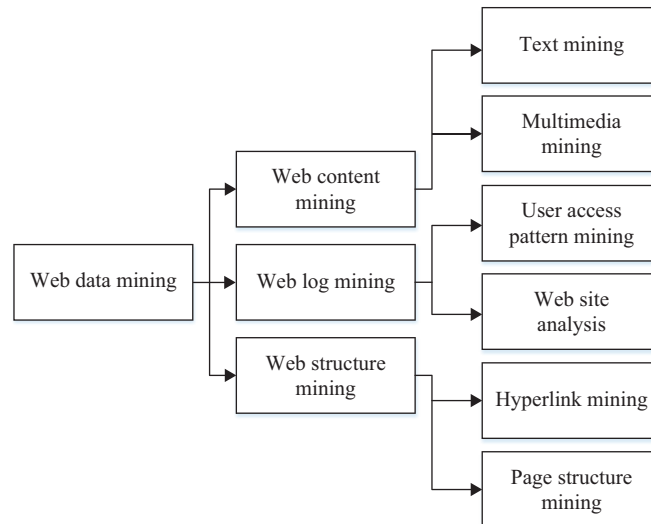 Web data mining
Web content
mining
Web log mining
Web structure
mining
Text mining
Multimedia
mining
User access
pattern mining
Web site
analysis
Hyperlink mining
Page structure
mining